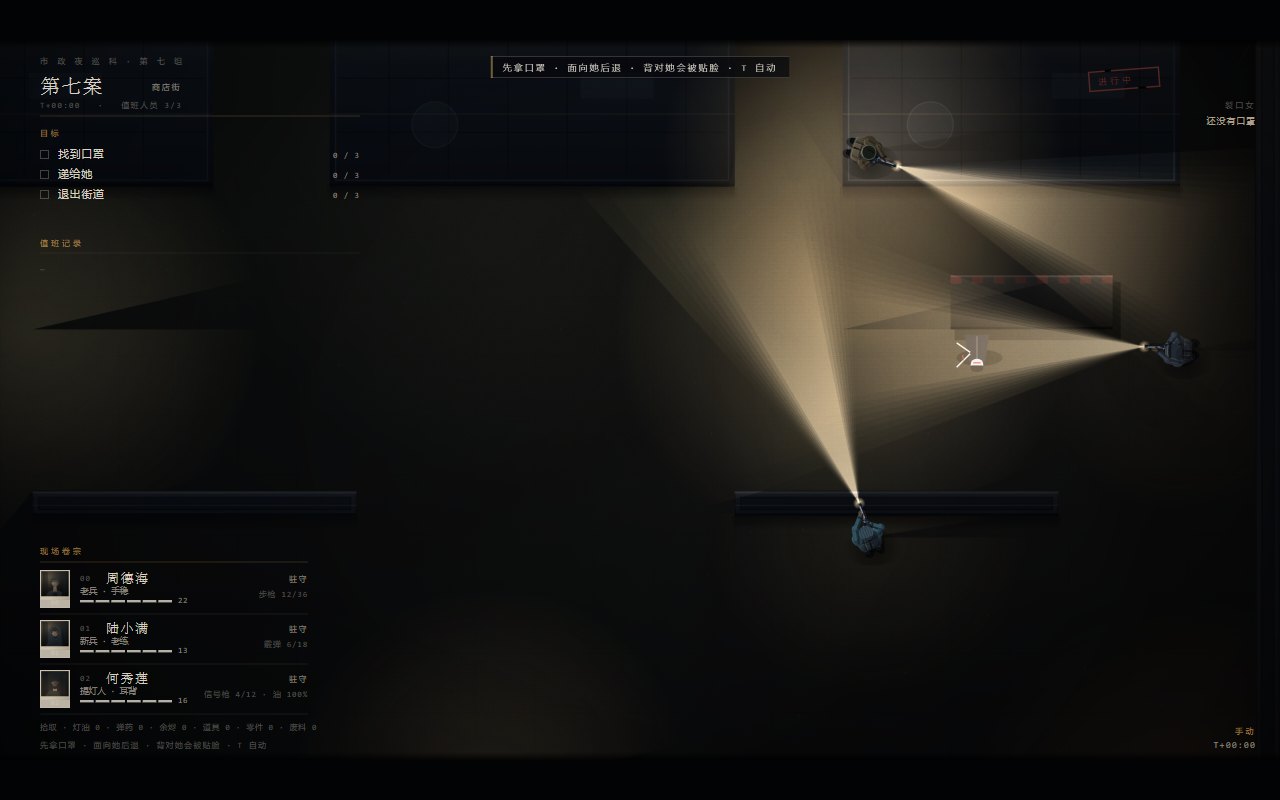 市政夜巡科 · 第七组
第七案 商店街
T+00:00 · 值班人员 3/3
目标
找到口罩 0 / 3
递给她 0 / 3
退出街道 0 / 3
值班记录
—
先拿口罩 · 面向她后退 · 背对她会被贴脸 · T 自动
进行中
裂口女
还没有口罩
现场卷宗
00 周德海 驻守
老兵 · 手稳 步枪 12/36
22
01 陆小满 驻守
新兵 · 老练 霰弹 6/18
13
02 何秀莲 驻守
提灯人 · 耳背 信号枪 4/12 · 油 100%
16
拾取 · 灯油 0 · 弹药 0 · 余烬 0 · 道具 0 · 零件 0 · 废料 0
先拿口罩 · 面向她后退 · 背对她会被贴脸 · T 自动
手动
T+00:00